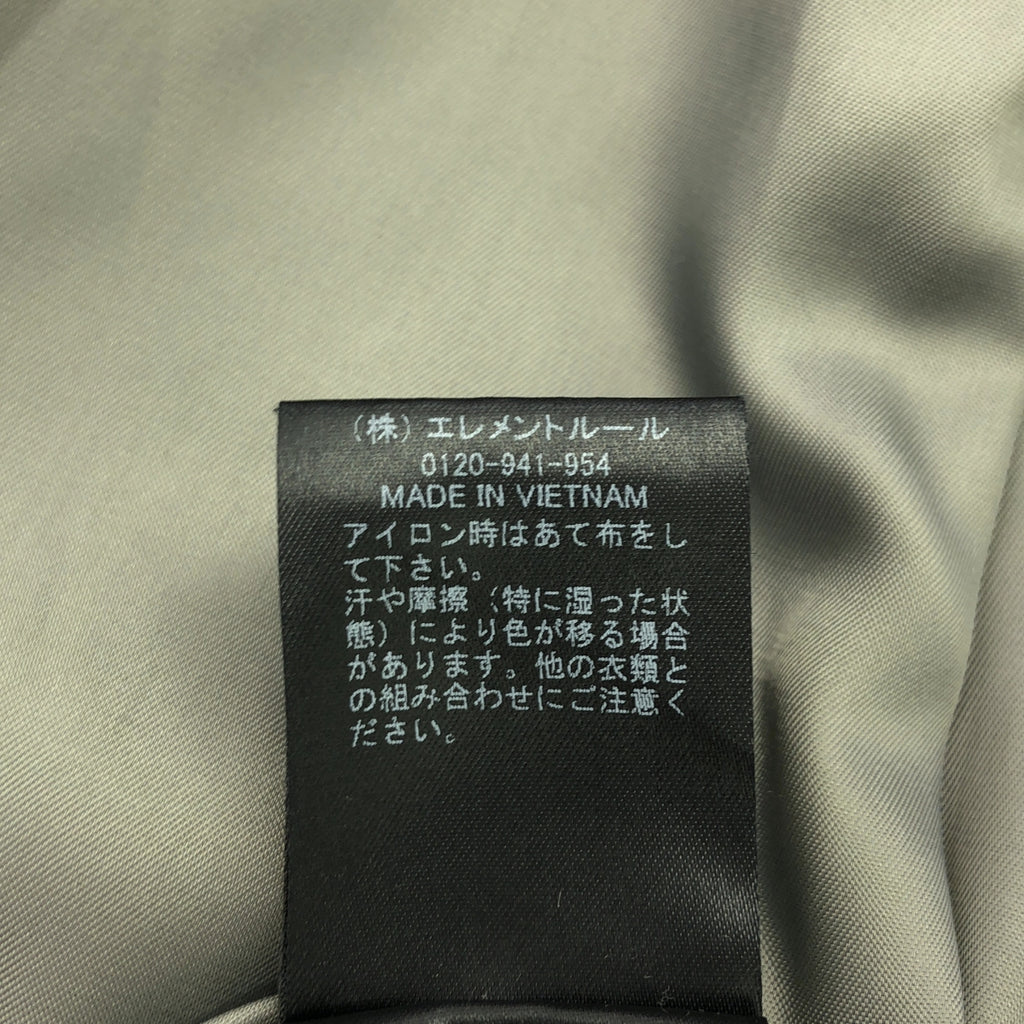 （株）エレメントルール
0120-941-954
MADE IN VIETNAM
アイロン時はあて布をし
て下さい。
汗や摩擦（特に湿った状
態）により色が移る場合
があります。他の衣類と
の組み合わせにご注意く
ださい。